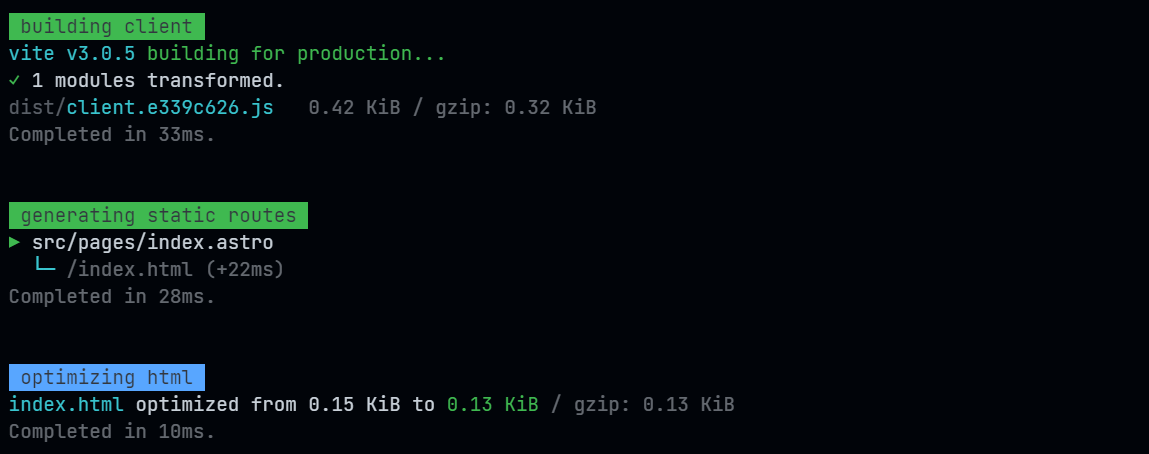 building client
vite v3.0.5 building for production...
✓ 1 modules transformed.
dist/client.e339c626.js   0.42 KiB / gzip: 0.32 KiB
Completed in 33ms.
generating static routes
▶ src/pages/index.astro
  └─ /index.html (+22ms)
Completed in 28ms.
optimizing html
index.html optimized from 0.15 KiB to 0.13 KiB / gzip: 0.13 KiB
Completed in 10ms.